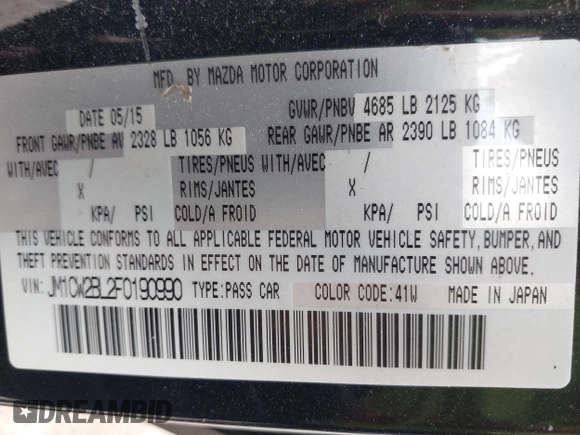 MFD. BY MAZDA MOTOR CORPORATION
DATE 05/15 GVWR/PNBV 4685 LB 2125 KG
FRONT GAWR/PNBE AV 2328 LB 1056 KG REAR GAWR/PNBE AR 2390 LB 1084 KG
WITH/AVEC / TIRES/PNEUS WITH/AVEC / TIRES/PNEUS
X RIMS/JANTES X RIMS/JANTES
KPA/ PSI COLD/A FROID KPA/ PSI COLD/A FROID
THIS VEHICLE CONFORMS TO ALL APPLICABLE FEDERAL MOTOR VEHICLE SAFETY, BUMPER, AND
THEFT PREVENTION STANDARDS IN EFFECT ON THE DATE OF MANUFACTURE SHOWN ABOVE.
VIN: JM1CW2BL2F0190990 TYPE:PASS CAR COLOR CODE:41W MADE IN JAPAN
DREAMBID